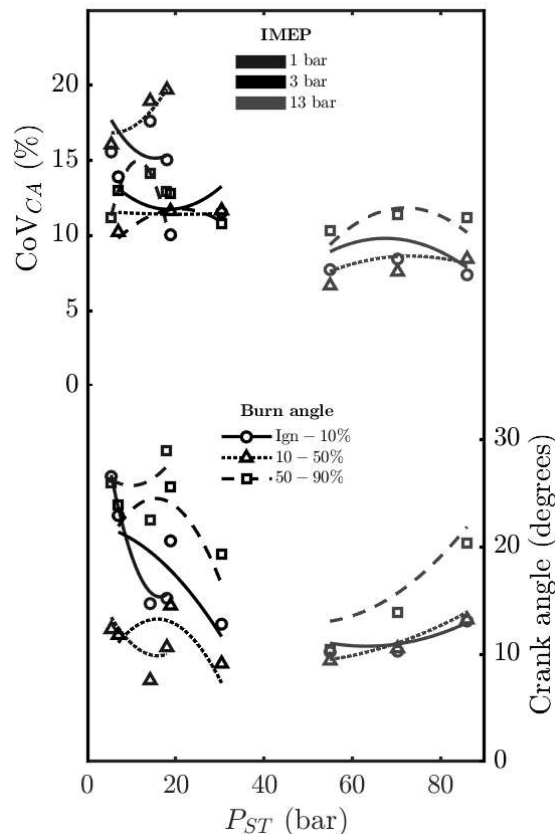 IMEP
1 bar
3 bar
13 bar
20
15
10
5
0
CoV_CA (%)
Burn angle
Ign − 10%
10 − 50%
50 − 90%
30
20
10
0
Crank angle (degrees)
0 20 40 60 80
P_ST (bar)